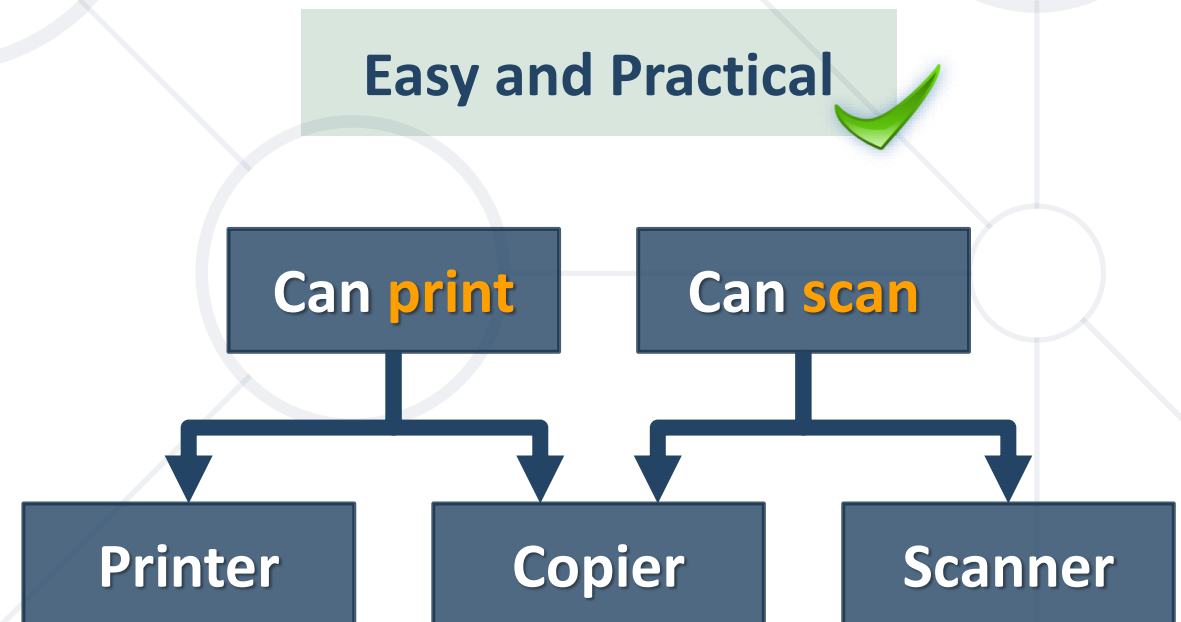 Easy and Practical
Can print
Can scan
Printer
Copier
Scanner